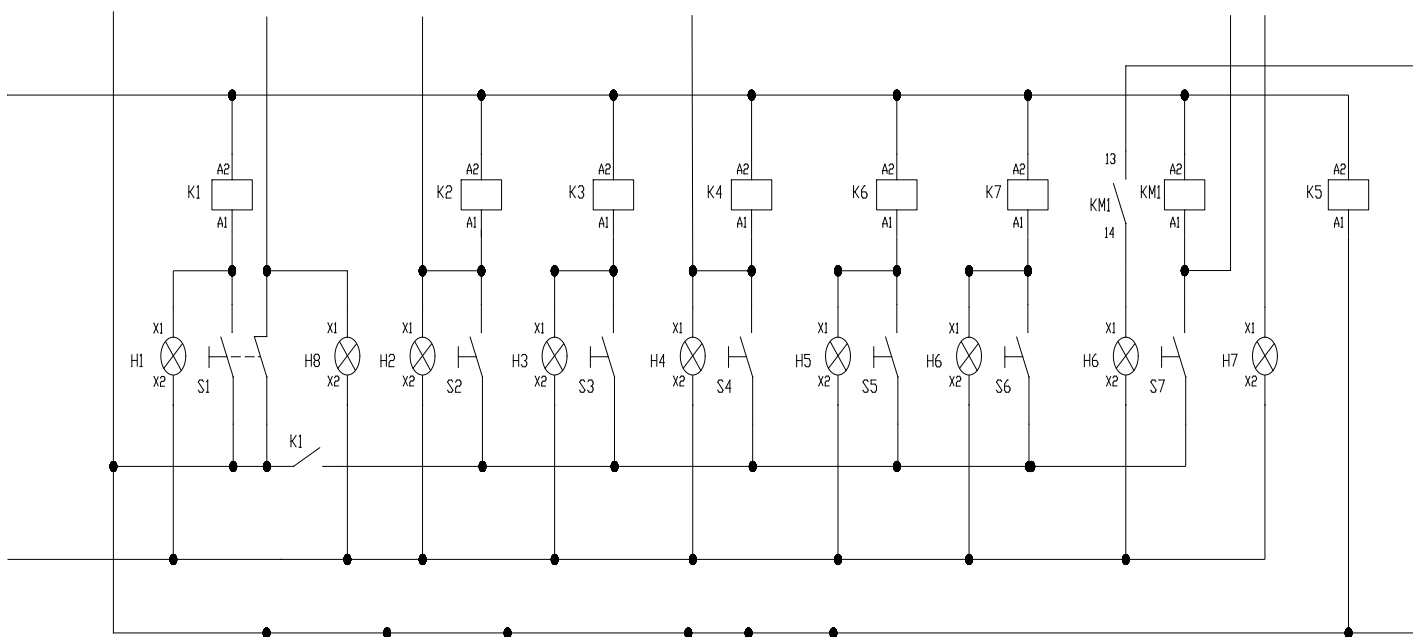 13
A2 A2 A2 A2 A2 A2 A2 A2
K1 K2 K3 K4 K6 K7 KM1 KM1 K5
A1 A1 A1 A1 A1 A1 A1 A1
14
X1 X1 X1 X1 X1 X1 X1 X1 X1
H1 H8 H2 H3 H4 H5 H6 H6 H7
X2 X2 X2 X2 X2 X2 X2 X2 X2
S1 S2 S3 S4 S5 S6 S7
K1